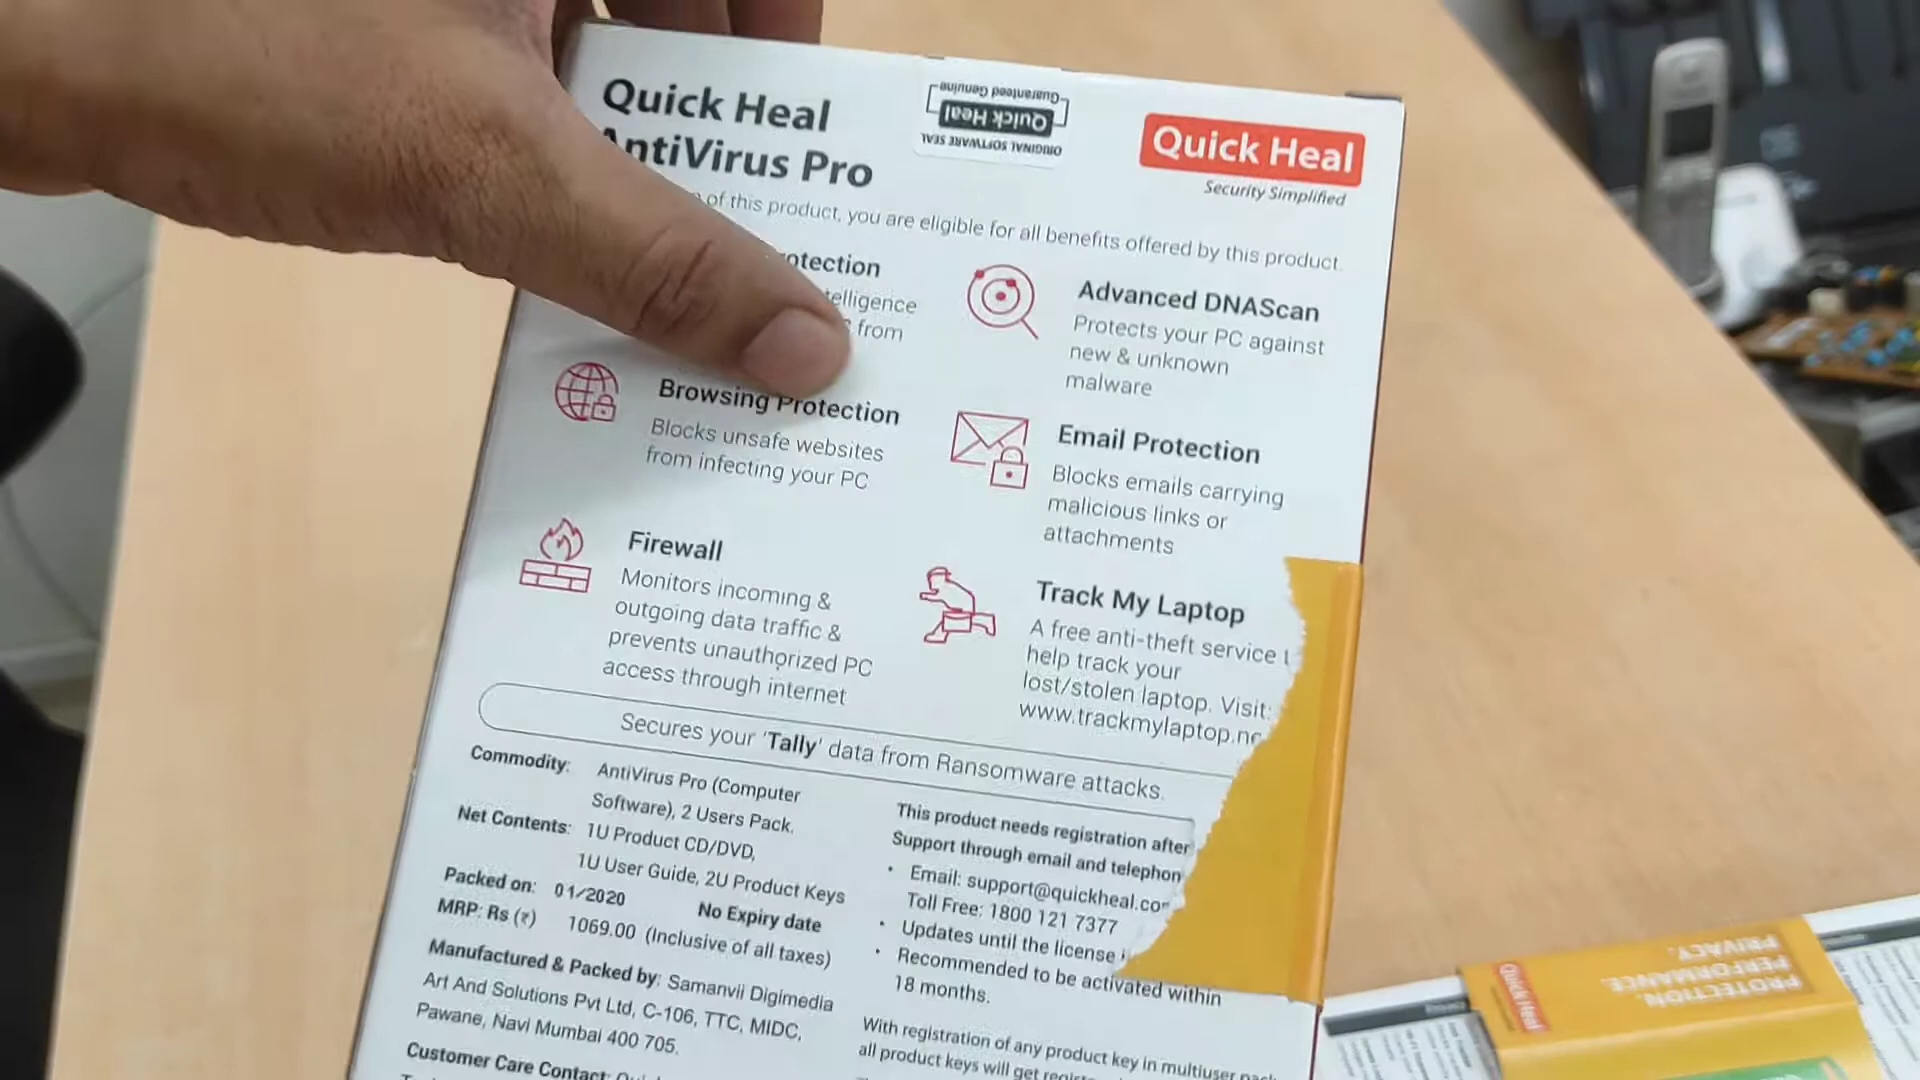 Quick Heal
AntiVirus Pro
Guaranteed Genuine
Quick Heal
ORIGINAL SOFTWARE SEAL
Quick Heal
Security Simplified
of this product, you are eligible for all benefits offered by this product.
from
Advanced DNAScan
Protects your PC against
new & unknown
malware
Browsing Protection
Blocks unsafe websites
from infecting your PC
Email Protection
Blocks emails carrying
malicious links or
attachments
Firewall
Monitors incoming &
outgoing data traffic &
prevents unauthorized PC
access through internet
Track My Laptop
A free anti-theft service
help track your
lost/stolen laptop. Visit:
www.trackmylaptop.ne
Secures your 'Tally' data from Ransomware attacks.
Commodity: AntiVirus Pro (Computer
Software), 2 Users Pack.
Net Contents: 1U Product CD/DVD,
1U User Guide, 2U Product Keys
Packed on: 01/2020 No Expiry date
MRP: Rs (₹) 1069.00 (Inclusive of all taxes)
Manufactured & Packed by: Samanvii Digimedia
Art And Solutions Pvt Ltd, C-106, TTC, MIDC,
Pawane, Navi Mumbai 400 705.
Customer Care Contact:
This product needs registration after
Support through email and telephon
• Email: support@quickheal.co
Toll Free: 1800 121 7377
• Updates until the license
• Recommended to be activated within
18 months.
With registration of any product key in multiuser pack
all product keys will get
PROTECTION.
PERFORMANCE.
PRIVACY.
Quick Heal